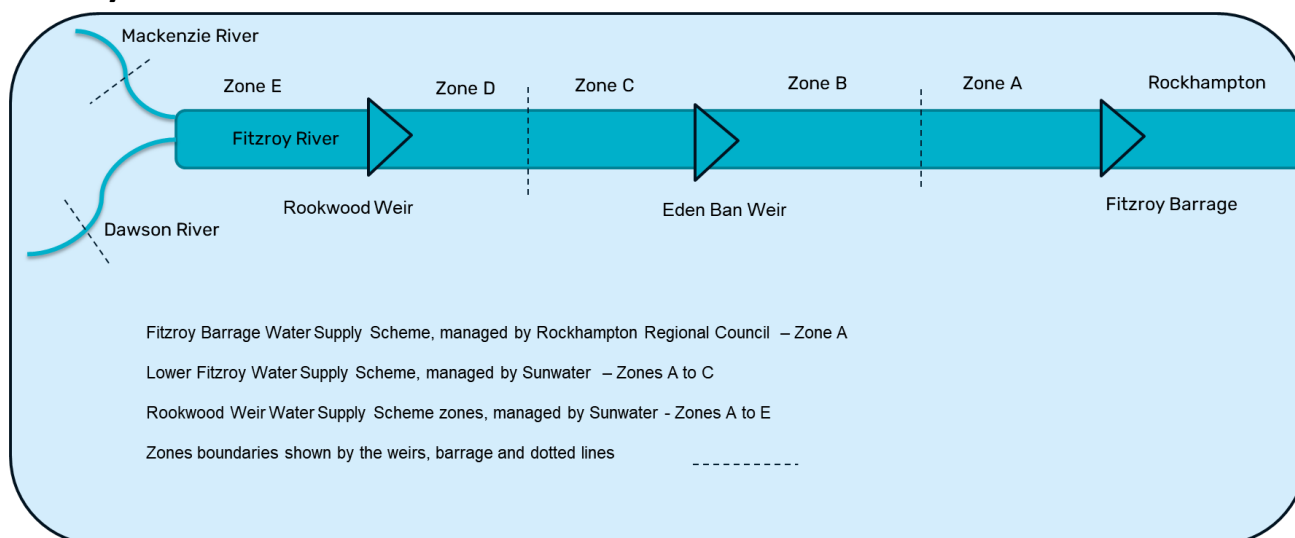 Mackenzie River
Zone E
Zone D
Zone C
Zone B
Zone A
Rockhampton
Fitzroy River
Rookwood Weir
Eden Ban Weir
Fitzroy Barrage
Dawson River
Fitzroy Barrage Water Supply Scheme, managed by Rockhampton Regional Council – Zone A
Lower Fitzroy Water Supply Scheme, managed by Sunwater – Zones A to C
Rookwood Weir Water Supply Scheme zones, managed by Sunwater - Zones A to E
Zones boundaries shown by the weirs, barrage and dotted lines